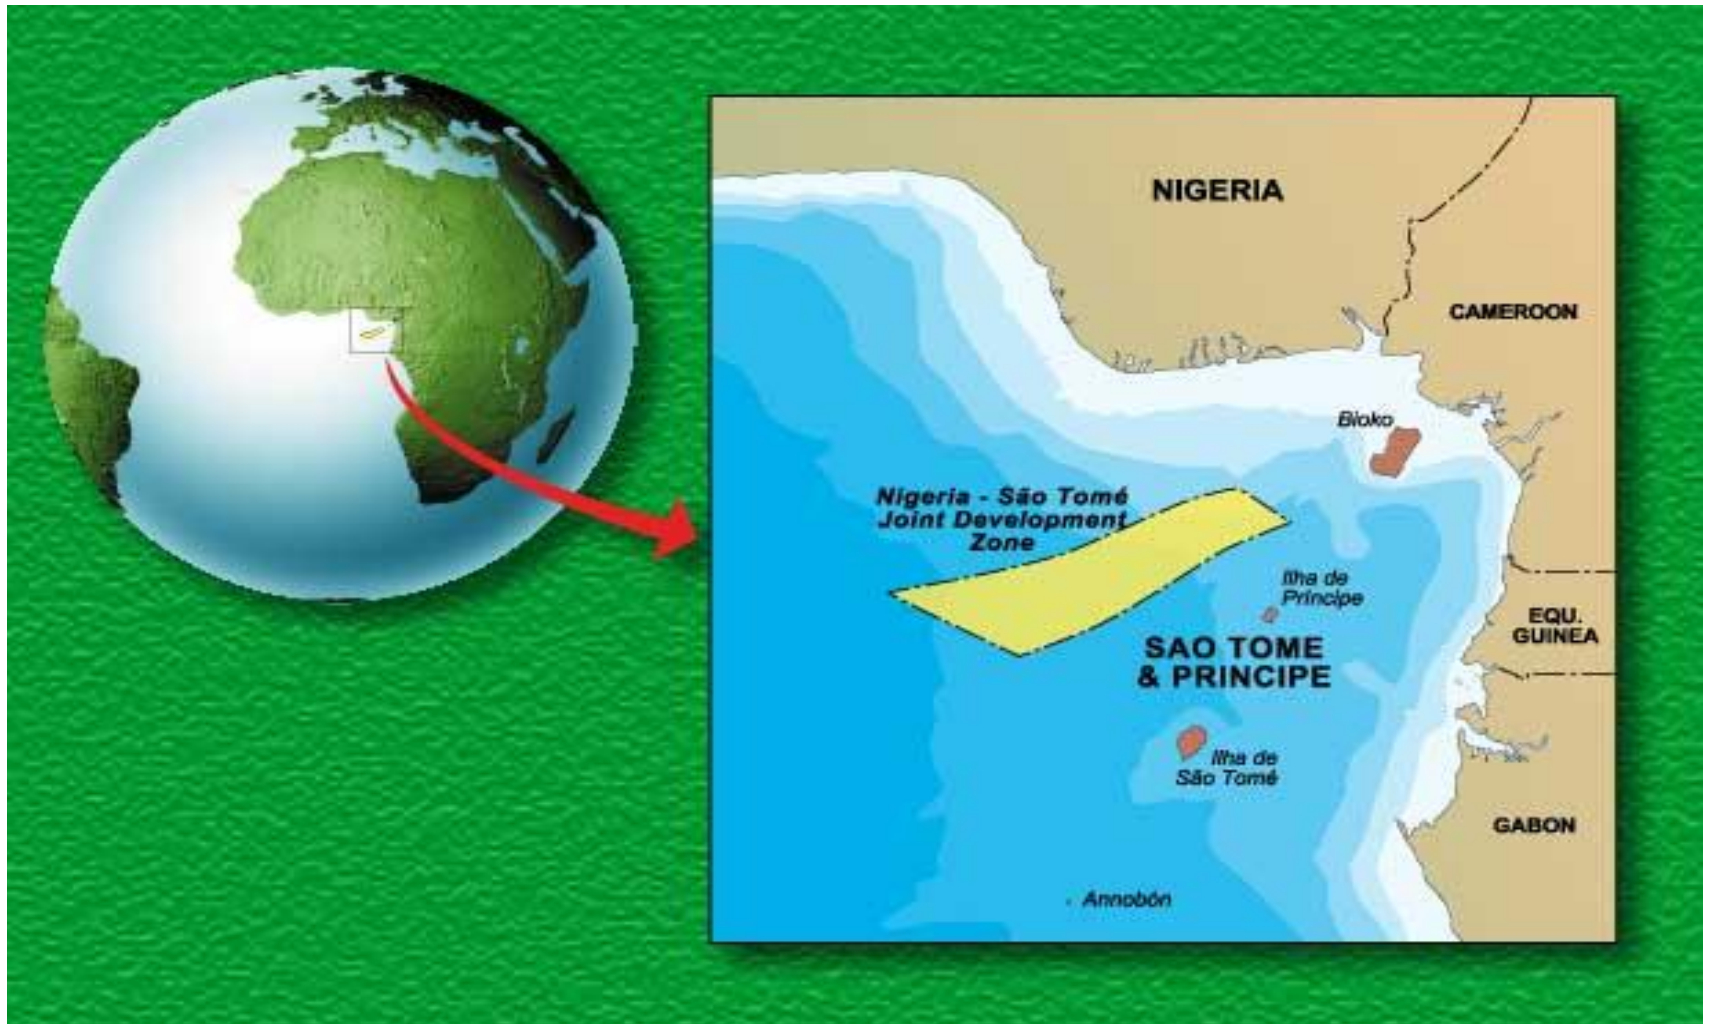 NIGERIA
CAMEROON
Bioko
Nigeria - São Tomé
Joint Development
Zone
Ilha de
Príncipe
EQU.
GUINEA
SAO TOME
& PRINCIPE
Ilha de
São Tomé
GABON
Annobón